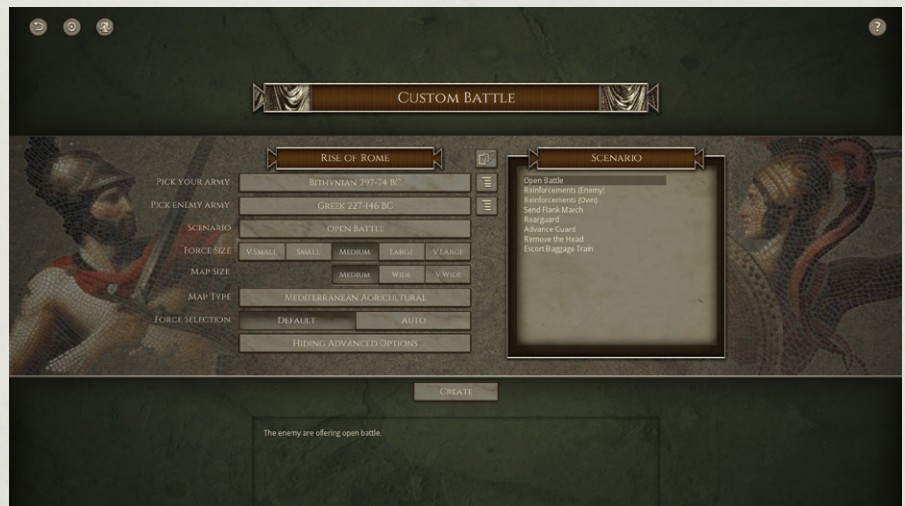 ?
CUSTOM BATTLE
RISE OF ROME
PICK YOUR ARMY BITHYNIAN 297-74 BC
PICK ENEMY ARMY GREEK 227-146 BC
SCENARIO OPEN BATTLE
FORCE SIZE V.SMALL SMALL MEDIUM LARGE V.LARGE
MAP SIZE MEDIUM WIDE V.WIDE
MAP TYPE MEDITERRANEAN AGRICULTURAL
FORCE SELECTION DEFAULT AUTO
HIDING ADVANCED OPTIONS
SCENARIO
Open Battle
Reinforcements (Enemy)
Reinforcements (Own)
Send Flank March
Rearguard
Advance Guard
Remove the Head
Escort Baggage Train
CREATE
The enemy are offering open battle.